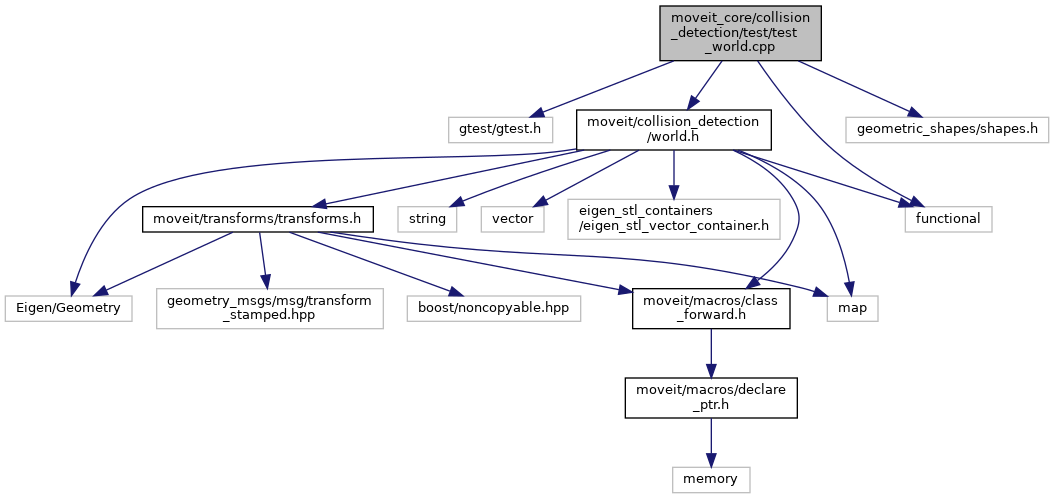 moveit_core/collision
_detection/test/test
_world.cpp
gtest/gtest.h
moveit/collision_detection
/world.h
geometric_shapes/shapes.h
moveit/transforms/transforms.h
string
vector
eigen_stl_containers
/eigen_stl_vector_container.h
functional
Eigen/Geometry
geometry_msgs/msg/transform
_stamped.hpp
boost/noncopyable.hpp
moveit/macros/class
_forward.h
map
moveit/macros/declare
_ptr.h
memory